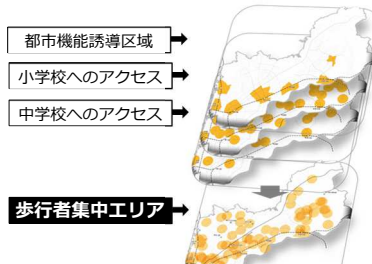 都市機能誘導区域
小学校へのアクセス
中学校へのアクセス
歩行者集中エリア